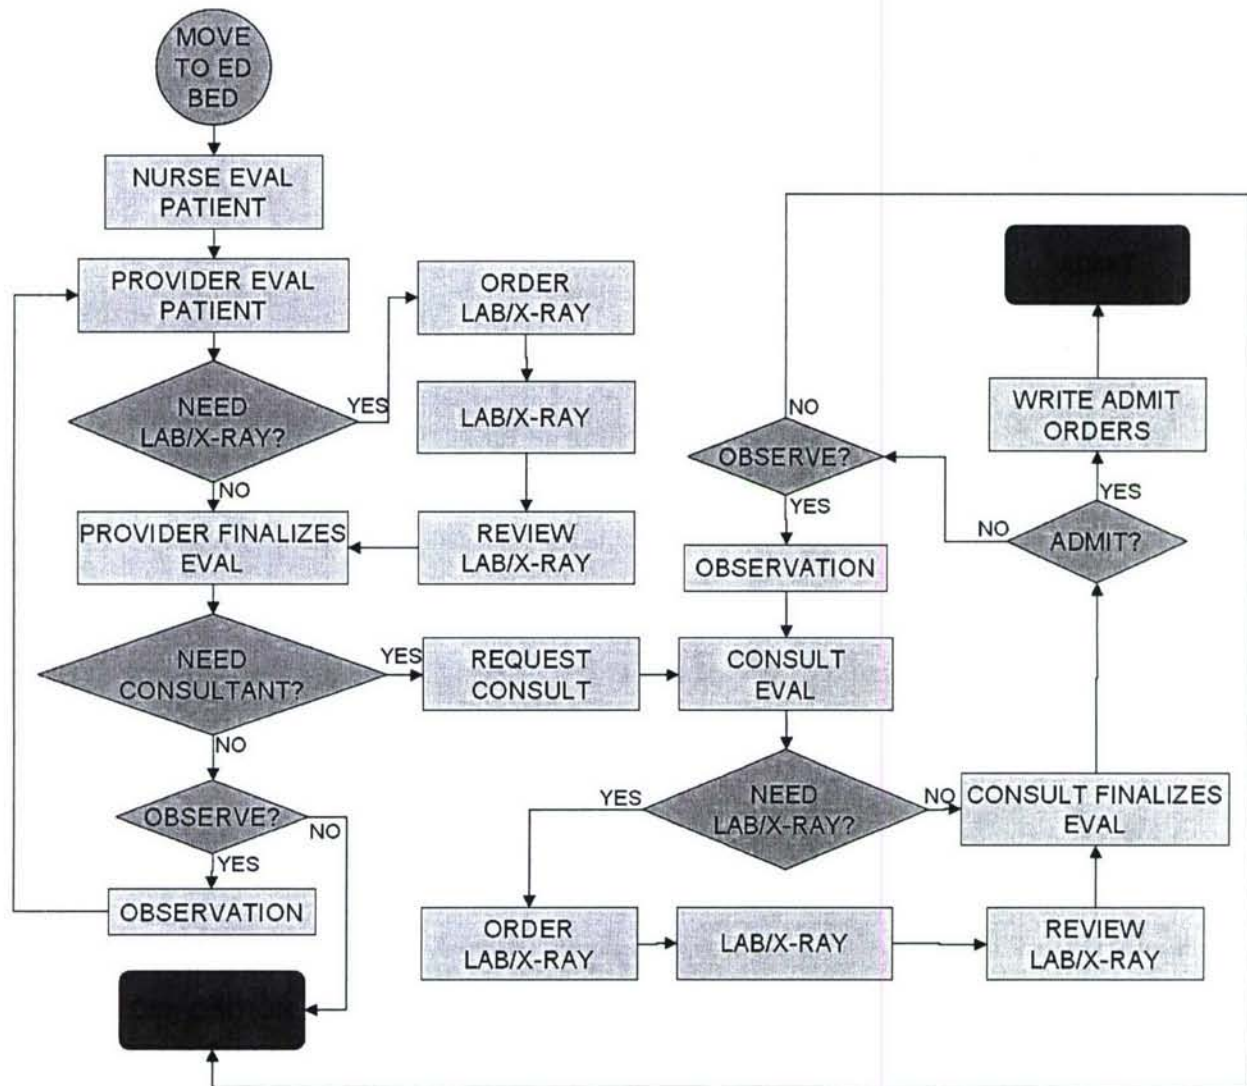 MOVE
TO ED
BED
NURSE EVAL
PATIENT
PROVIDER EVAL
PATIENT
NEED
LAB/X-RAY?
YES
NO
ORDER
LAB/X-RAY
LAB/X-RAY
REVIEW
LAB/X-RAY
PROVIDER FINALIZES
EVAL
NEED
CONSULTANT?
YES
NO
REQUEST
CONSULT
OBSERVE?
NO
YES
OBSERVATION
CONSULT
EVAL
NEED
LAB/X-RAY?
YES
NO
ORDER
LAB/X-RAY
LAB/X-RAY
REVIEW
LAB/X-RAY
CONSULT FINALIZES
EVAL
ADMIT?
YES
NO
WRITE ADMIT
ORDERS
ADMIT
OBSERVE?
NO
YES
OBSERVATION